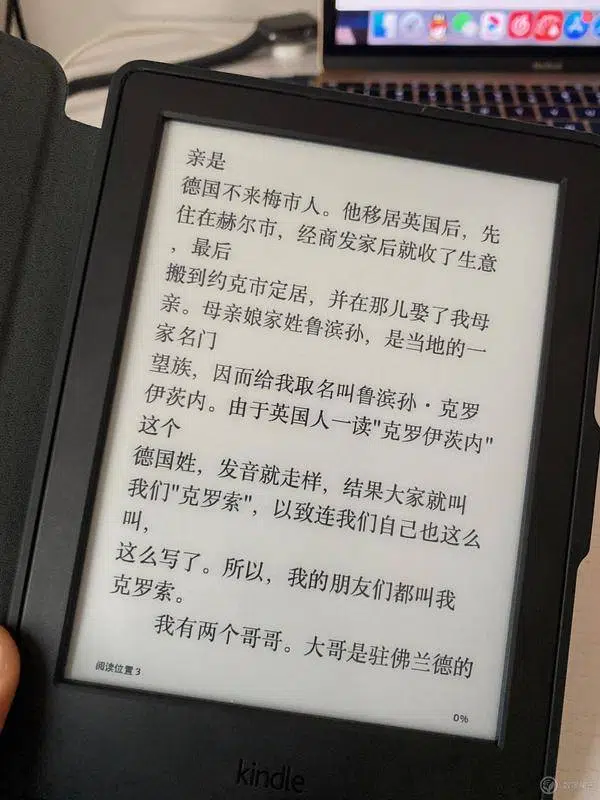 亲是
德国不来梅市人。他移居英国后，先
住在赫尔市，经商发家后就收了生意
，最后
搬到约克市定居，并在那儿娶了我母
亲。母亲娘家姓鲁滨孙，是当地的一
家名门
望族，因而给我取名叫鲁滨孙·克罗
伊茨内。由于英国人一读"克罗伊茨内"
这个
德国姓，发音就走样，结果大家就叫
我们"克罗索"，以致连我们自己也这么
叫，
这么写了。所以，我的朋友们都叫我
克罗索。
我有两个哥哥。大哥是驻佛兰德的
阅读位置 3
0%
kindle